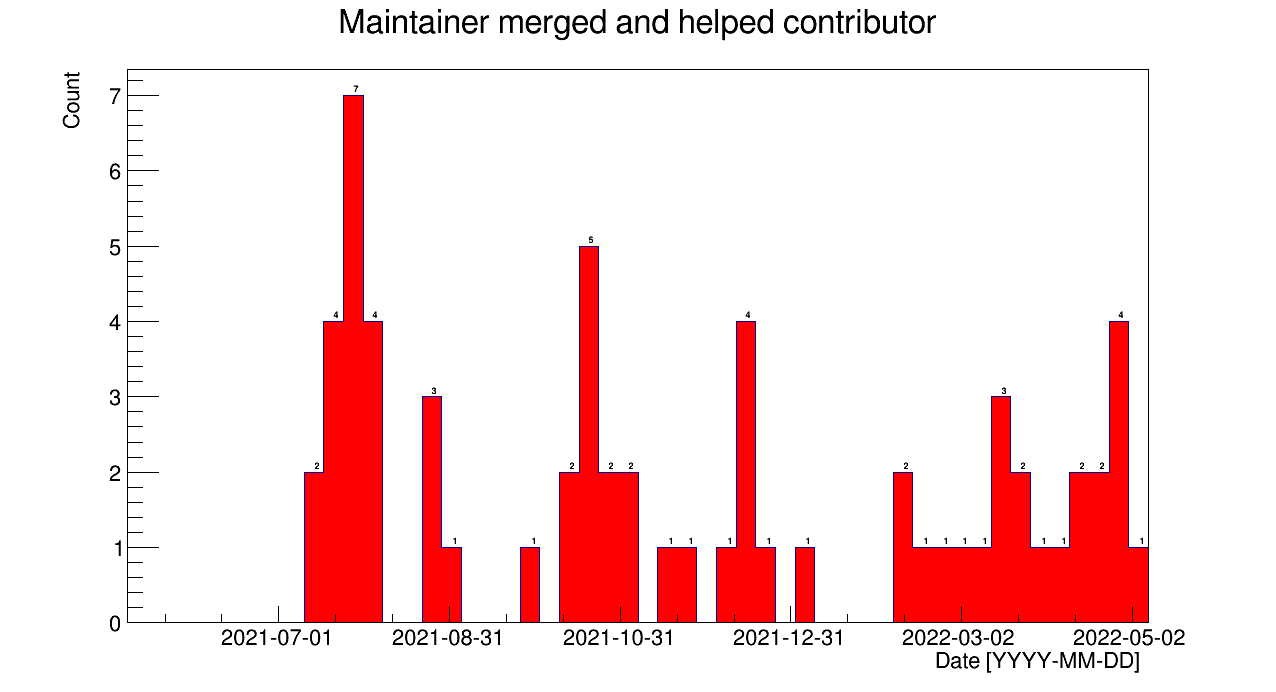 Maintainer merged and helped contributor
Count
7
6
5
4
3
2
1
0
7
5
4 4 4 4
3 3
2 2 2 2 2 2 2 2
1 1 1 1 1 1 1 1 1 1 1 1 1 1 1
2021-07-01 2021-08-31 2021-10-31 2021-12-31 2022-03-02 2022-05-02
Date [YYYY-MM-DD]